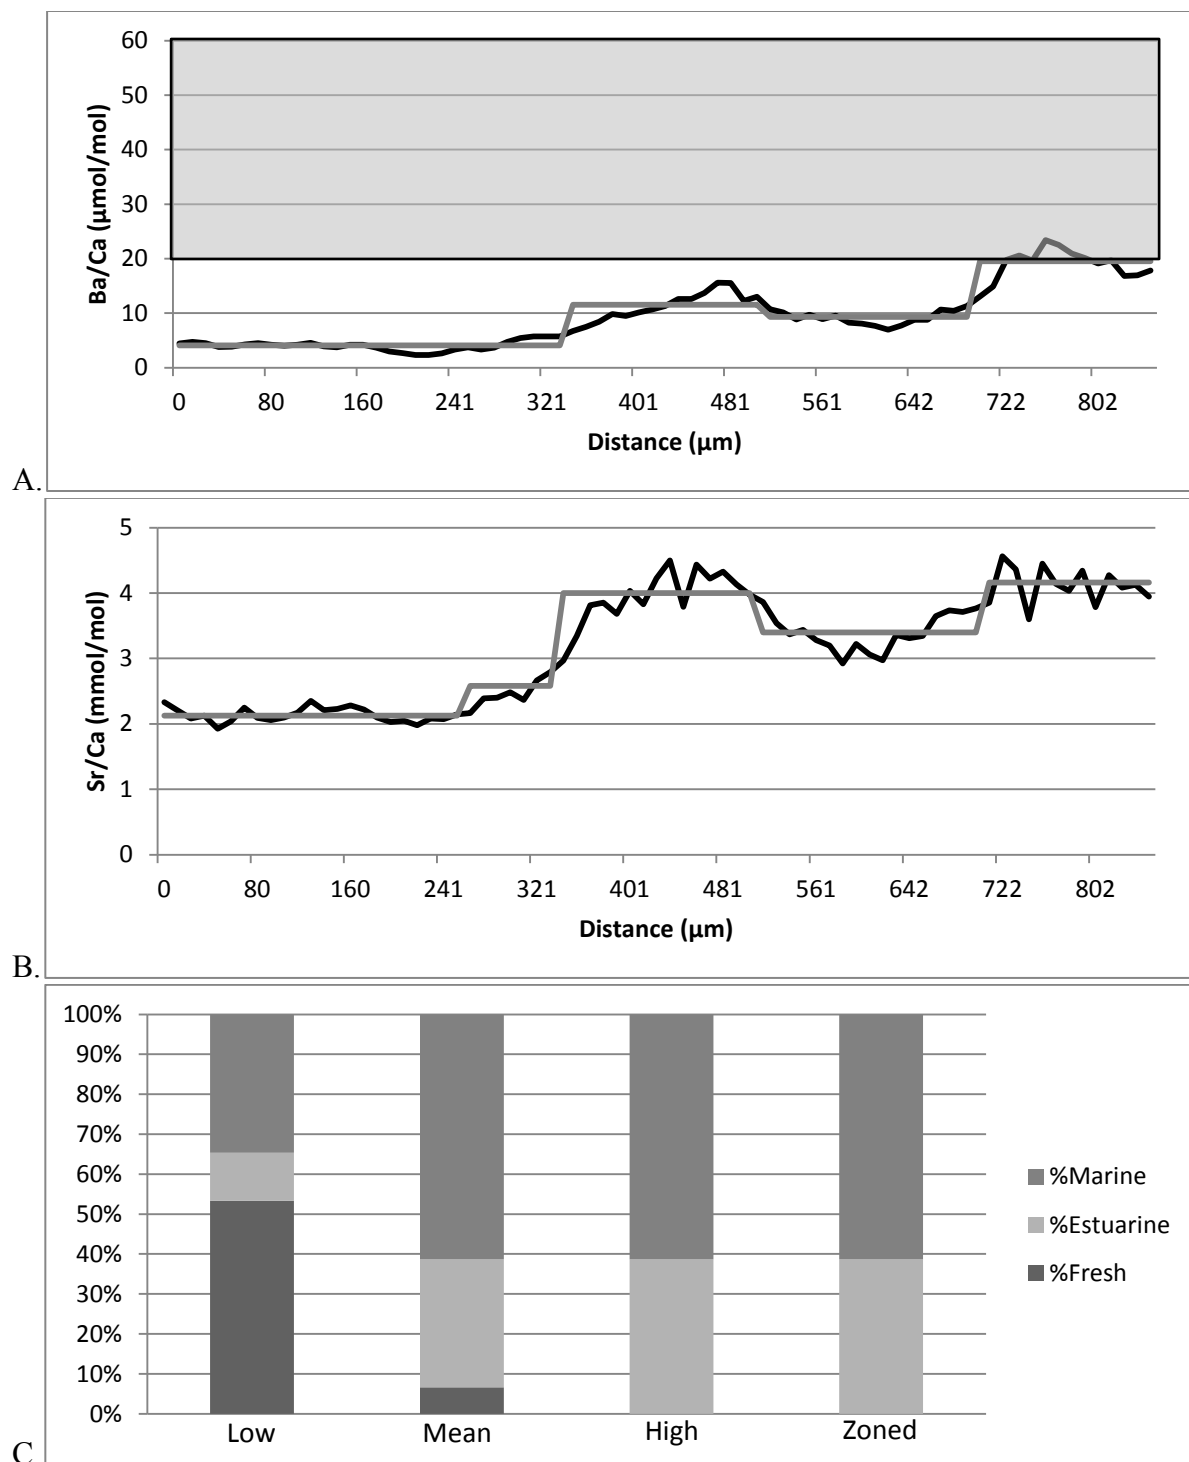 60
50
40
30
20
10
0
Ba/Ca (µmol/mol)
0 80 160 241 321 401 481 561 642 722 802
Distance (µm)
A.
5
4
3
2
1
0
Sr/Ca (mmol/mol)
0 80 160 241 321 401 481 561 642 722 802
Distance (µm)
B.
100%
90%
80%
70%
60%
50%
40%
30%
20%
10%
0%
Low Mean High Zoned
%Marine
%Estuarine
%Fresh
C